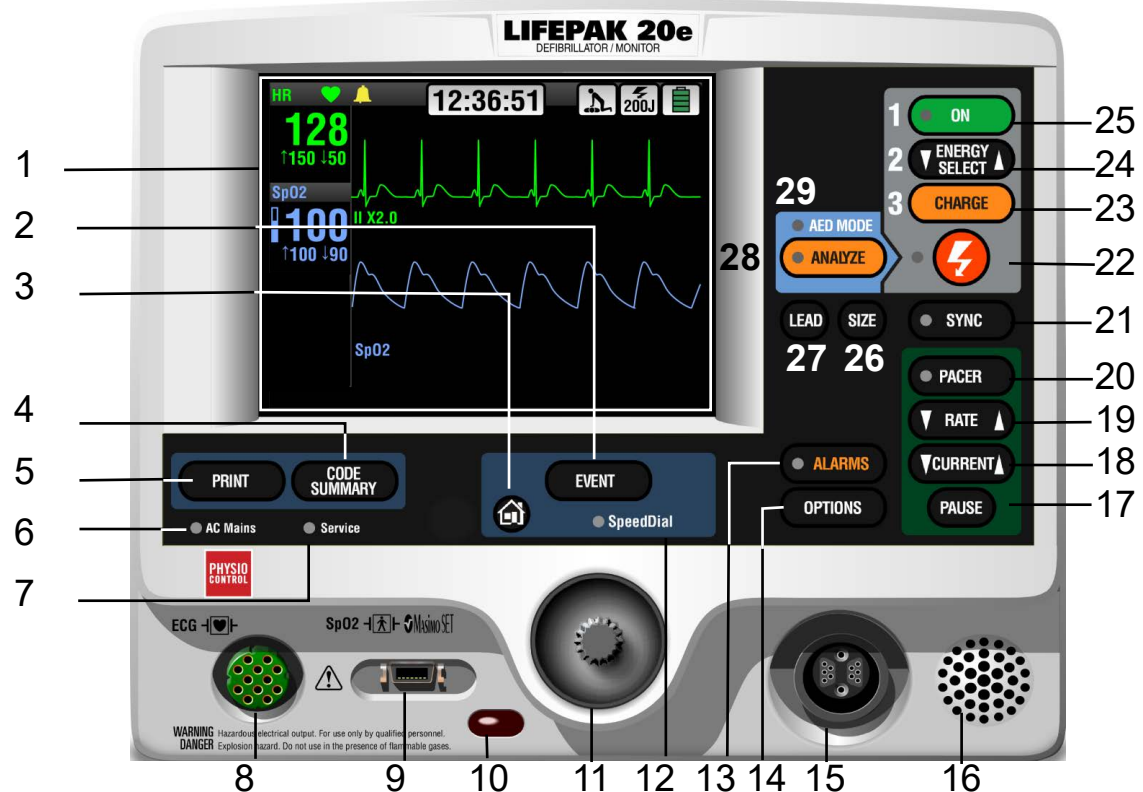 LIFEPAK 20e
DEFIBRILLATOR / MONITOR
HR
12:36:51
200J
128
↑150 ↓50
SpO2
II X2.0
100
↑100 ↓90
SpO2
1
2
3
4
5
6
7
1 ON
2 ENERGY
SELECT
3 CHARGE
29
AED MODE
28
ANALYZE
LEAD
SIZE
SYNC
27
26
PACER
RATE
CURRENT
PAUSE
ALARMS
OPTIONS
25
24
23
22
21
20
19
18
17
PRINT
CODE
SUMMARY
EVENT
AC Mains
Service
SpeedDial
PHYSIO
CONTROL
ECG
SpO2
Masimo SET
WARNING Hazardous electrical output. For use only by qualified personnel.
DANGER Explosion hazard. Do not use in the presence of flammable gases.
8
9
10
11
12
13
14
15
16